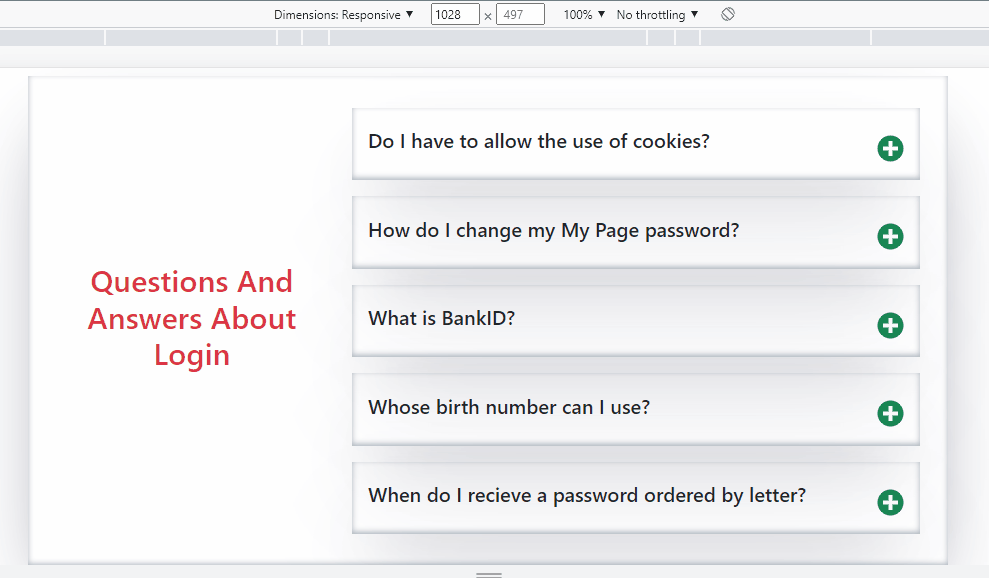 Dimensions: Responsive ▼ 1028 × 497 100% ▼ No throttling ▼
Do I have to allow the use of cookies?
How do I change my My Page password?
Questions And
Answers About
Login
What is BankID?
Whose birth number can I use?
When do I recieve a password ordered by letter?